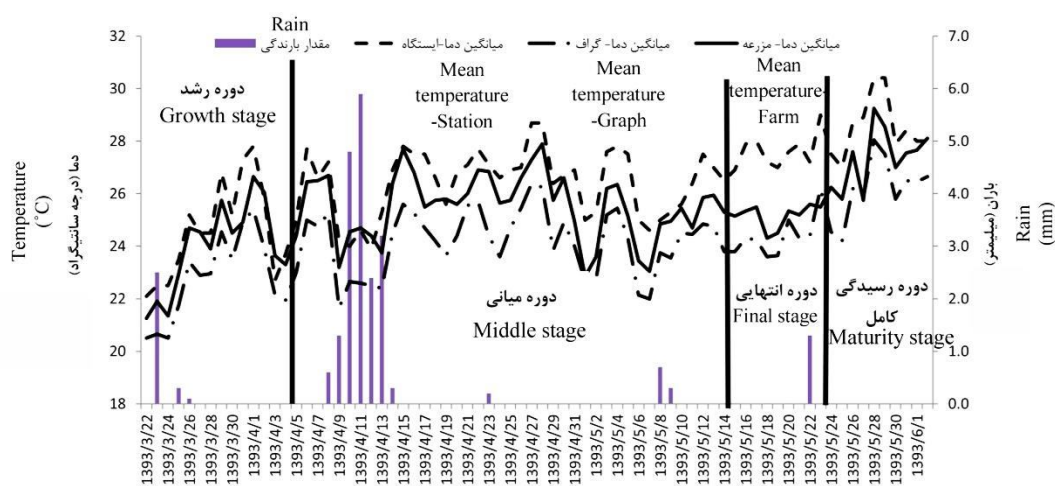 Rain
مقدار بارندگی
میانگین دما-ایستگاه
میانگین دما- گراف
میانگین دما- مزرعه
Mean
temperature
-Station
Mean
temperature
-Graph
Mean
temperature-
Farm
دوره رشد
Growth stage
دوره میانی
Middle stage
دوره انتهایی
Final stage
دوره رسیدگی
کامل
Maturity stage
Temperature
(˚C)
دما (درجه سانتیگراد)
32
30
28
26
24
22
20
18
باران (میلیمتر)
Rain
(mm)
7.0
6.0
5.0
4.0
3.0
2.0
1.0
0.0
1393/3/22
1393/3/24
1393/3/26
1393/3/28
1393/3/30
1393/3/30
1393/4/1
1393/4/3
1393/4/5
1393/4/7
1393/4/9
1393/4/11
1393/4/13
1393/4/15
1393/4/17
1393/4/19
1393/4/21
1393/4/23
1393/4/25
1393/4/27
1393/4/29
1393/4/31
1393/5/2
1393/5/4
1393/5/6
1393/5/8
1393/5/10
1393/5/12
1393/5/14
1393/5/16
1393/5/18
1393/5/20
1393/5/22
1393/5/24
1393/5/26
1393/5/28
1393/5/30
1393/6/1